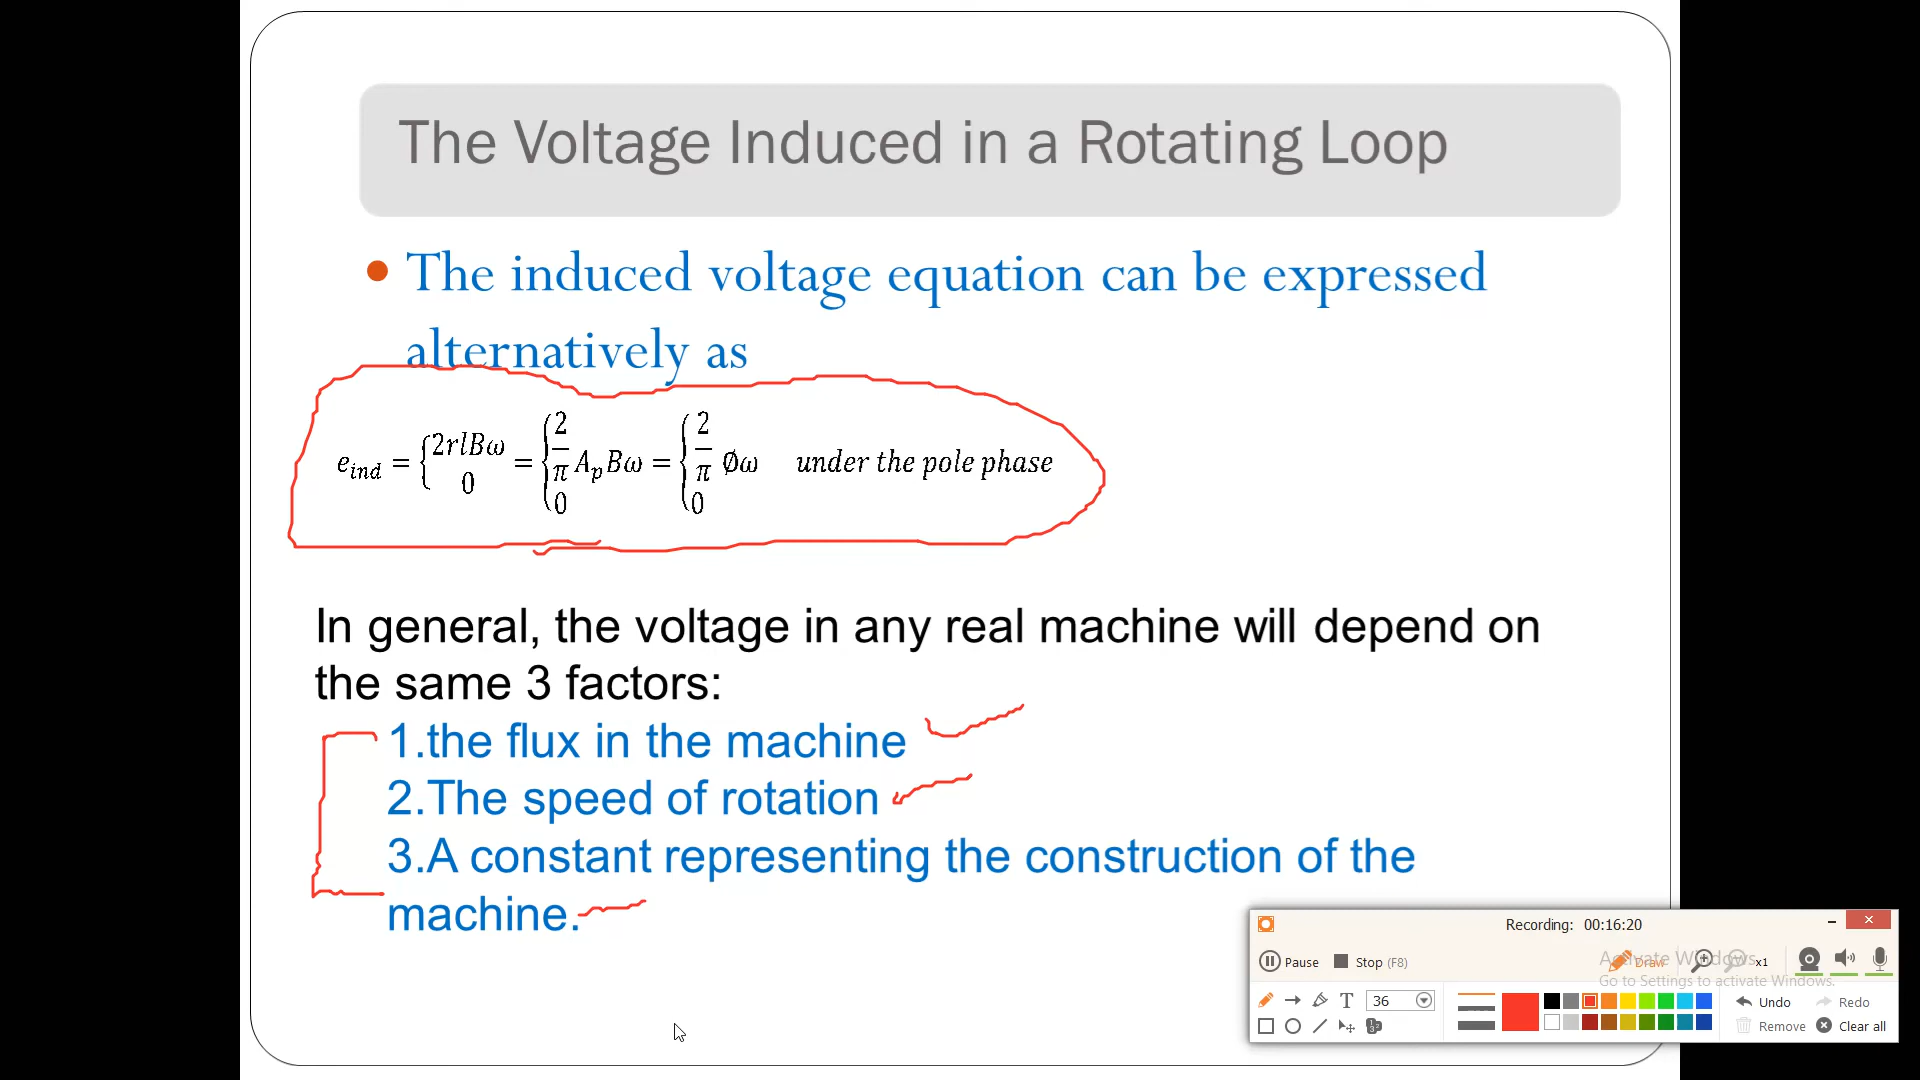 The Voltage Induced in a Rotating Loop
• The induced voltage equation can be expressed
alternatively as
e_ind = {2rlBω 0 = {2/π A_p Bω 0 = {2/π ∅ω 0 under the pole phase
In general, the voltage in any real machine will depend on
the same 3 factors:
1.the flux in the machine
2.The speed of rotation
3.A constant representing the construction of the
machine.
Recording: 00:16:20
Pause Stop (F8) Draw x1
Activate Windows
Go to Settings to activate Windows.
T 36 Undo Redo
Remove Clear all